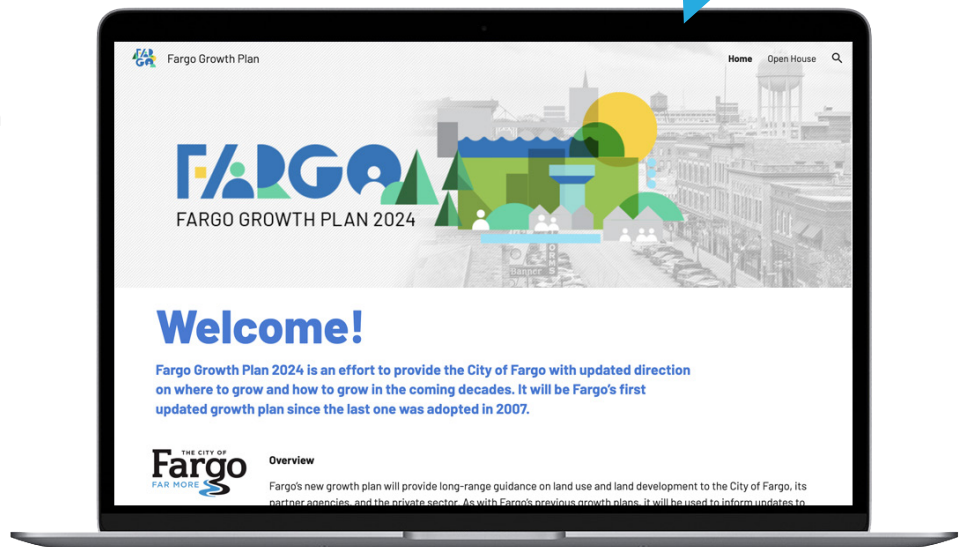 FARGO
Fargo Growth Plan
Home Open House
FARGO
FARGO GROWTH PLAN 2024
Banner
Welcome!
Fargo Growth Plan 2024 is an effort to provide the City of Fargo with updated direction
on where to grow and how to grow in the coming decades. It will be Fargo's first
updated growth plan since the last one was adopted in 2007.
THE CITY OF
Fargo
FAR MORE
Overview
Fargo's new growth plan will provide long-range guidance on land use and land development to the City of Fargo, its
partner agencies, and the private sector. As with Fargo's previous growth plans, it will be used to inform updates to